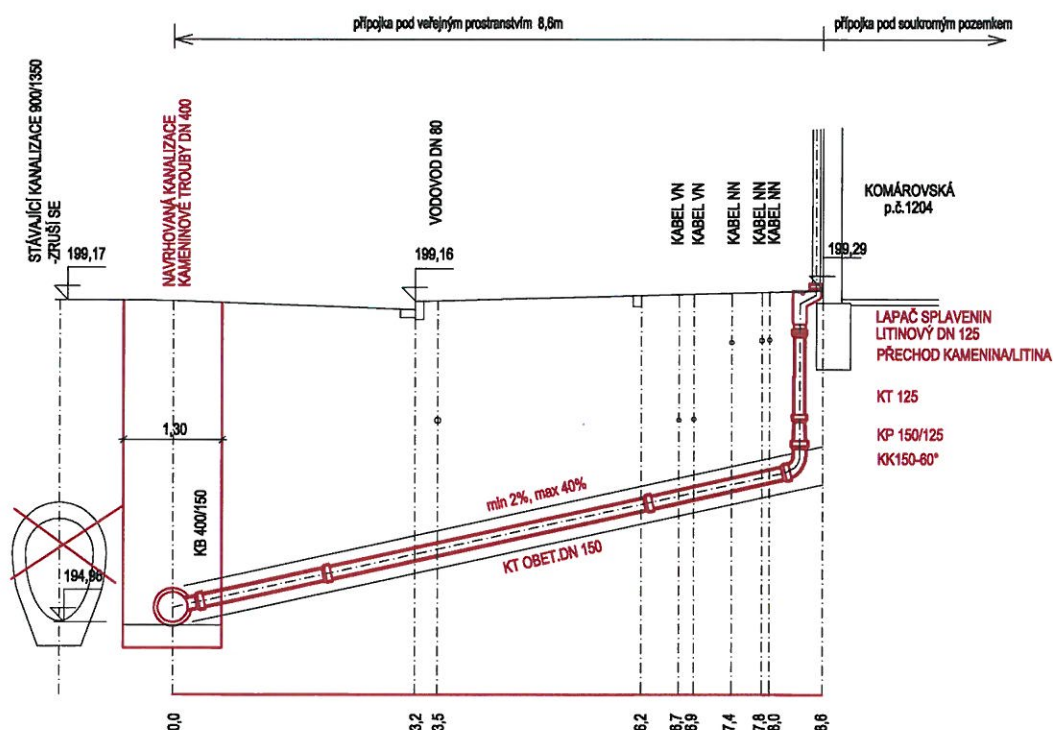 přípojka pod veřejným prostranstvím 8,6m
přípojka pod soukromým pozemkem
STÁVAJÍCÍ KANALIZACE 900/1350
-ZRUŠÍ SE
NAVRHOVANÁ KANALIZACE
KAMENINOVÉ TROUBY DN 400
VODOVOD DN 80
KABEL VN
KABEL VN
KABEL NN
KABEL NN
KABEL NN
KOMÁROVSKÁ
p.č.1204
199,17
199,16
199,29
LAPAČ SPLAVENIN
LITINOVÝ DN 125
PŘECHOD KAMENINA/LITINA
KT 125
KP 150/125
KK150-60°
1,30
KB 400/150
min 2%, max 40%
KT OBET.DN 150
194,96
0,0
3,2
3,5
6,2
6,7
6,9
7,4
7,8
8,0
8,6